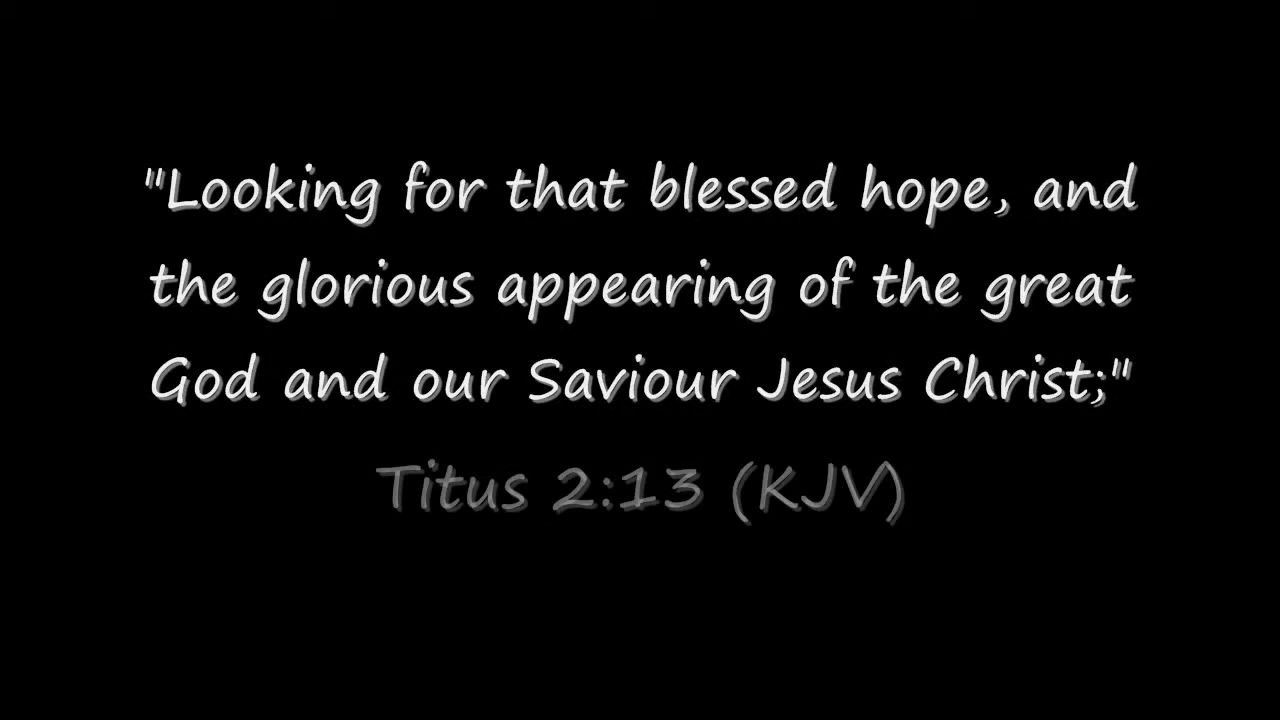 "Looking for that blessed hope, and
the glorious appearing of the great
God and our Saviour Jesus Christ;"
Titus 2:13 (KJV)